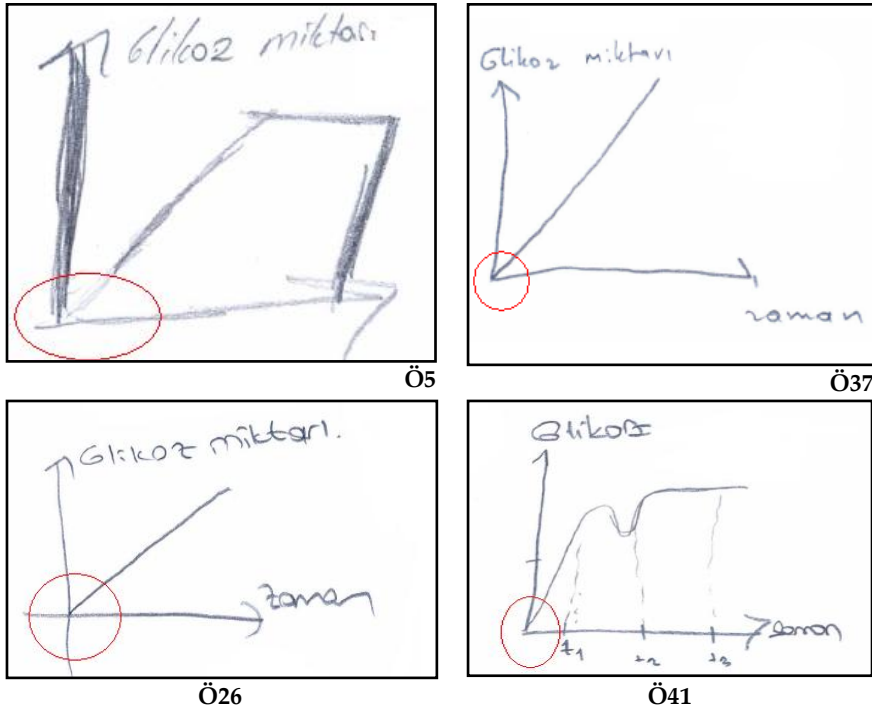 Glikoz miktarı
Ö5
Glikoz miktarı
zaman
Ö37
Glikoz miktarı.
zaman
Ö26
Glikoz
t1
t2
t3
zaman
Ö41